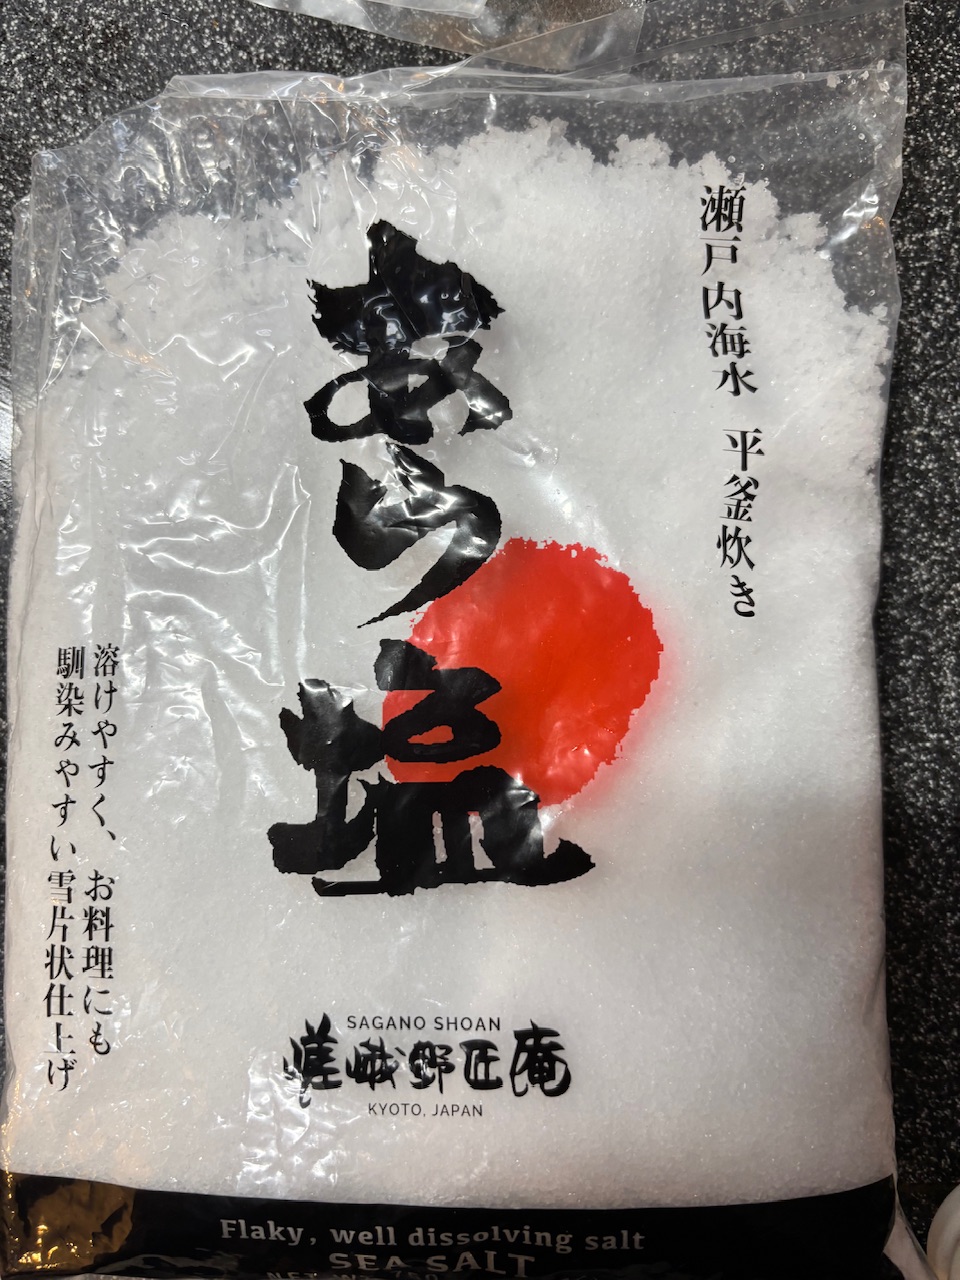 瀬戸内海水 平釜炊き
あら塩
溶けやすく、お料理にも
馴染みやすい雪片状仕上げ
SAGANO SHOAN
嵯峨野匠庵
KYOTO, JAPAN
Flaky, well dissolving salt
SEA SALT
NET WT.